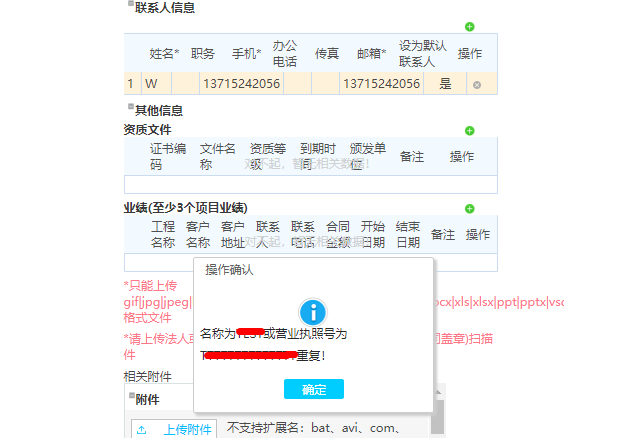 联系人信息
姓名* 职务 手机* 办公电话 传真 邮箱* 设为默认联系人 操作
1 W 13715242056 13715242056 是
其他信息
资质文件
证书编码 文件名称 资质等级 到期时间 颁发单位 备注 操作
对不起，暂无相关数据！
业绩(至少3个项目业绩)
工程名称 客户名称 客户地址 联系人 联系电话 合同金额 开始日期 结束日期 备注 操作
对不起，暂无相关数据
*只能上传
gif|jpg|jpeg| ocx|xls|xlsx|ppt|pptx|vsd
格式文件
*请上传法人或 盖章)扫描
件
相关附件
附件
上传附件 不支持扩展名：bat、avi、com、
操作确认
名称为 或营业执照号为
重复！
确定